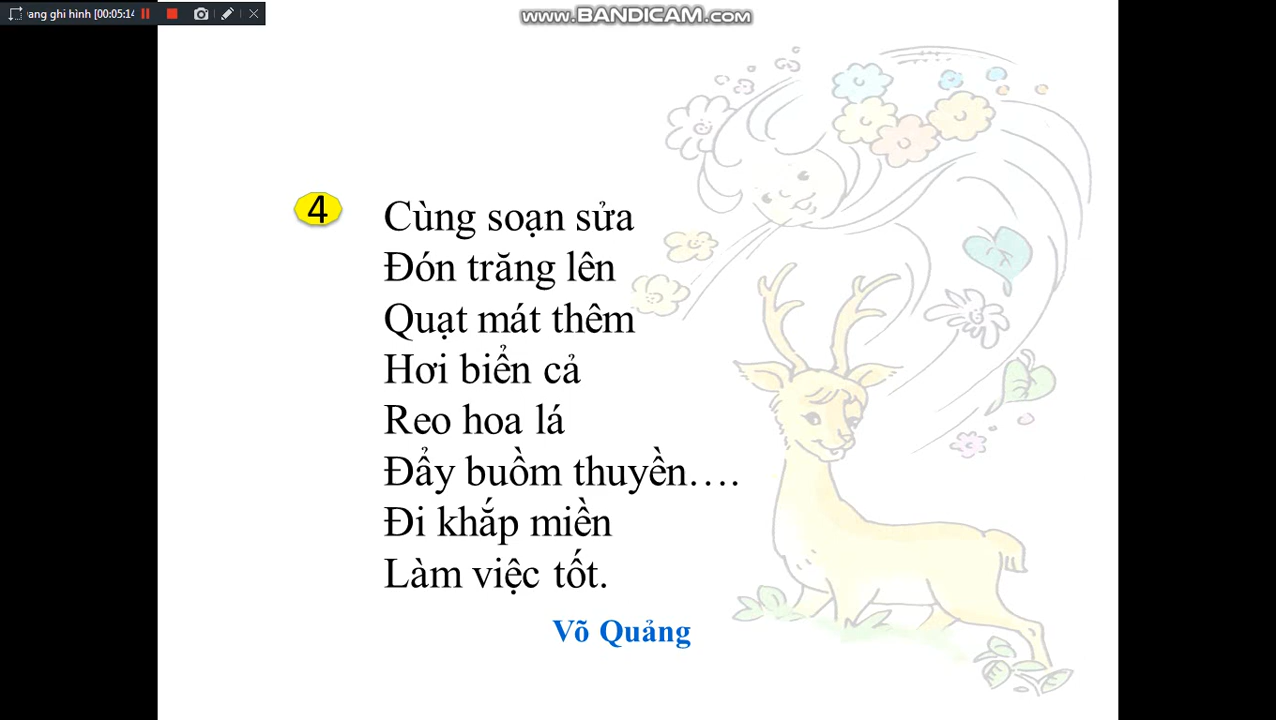 ang ghi hình [00:05:14
www.BANDICAM.com
4
Cùng soạn sửa
Đón trăng lên
Quạt mát thêm
Hơi biển cả
Reo hoa lá
Đẩy buồm thuyền….
Đi khắp miền
Làm việc tốt.
Võ Quảng